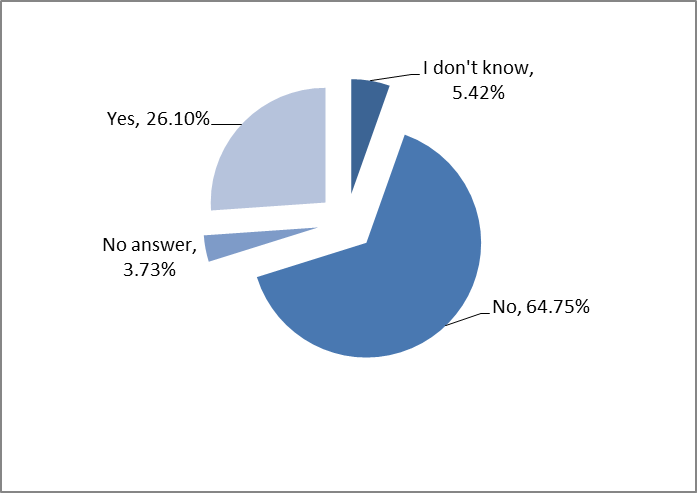 I don't know,
5.42%
Yes, 26.10%
No answer,
3.73%
No, 64.75%